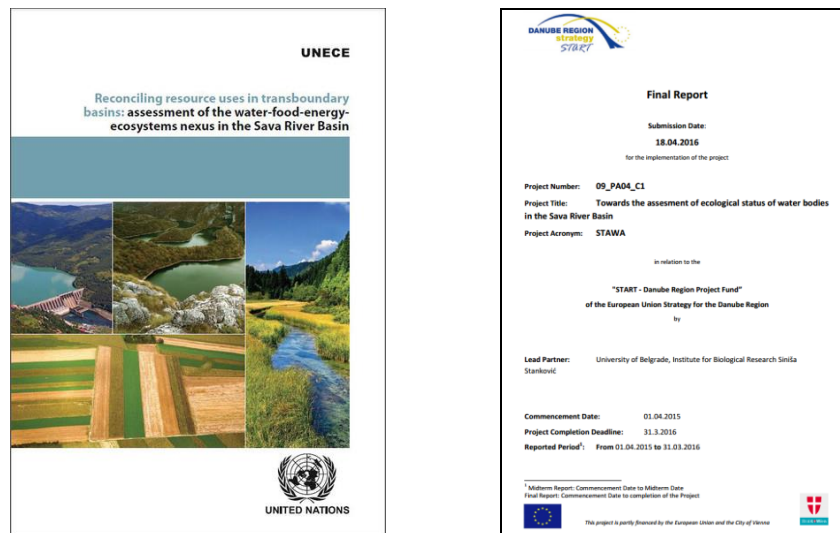 UNECE
Reconciling resource uses in transboundary
basins: assessment of the water-food-energy-
ecosystems nexus in the Sava River Basin
UNITED NATIONS
DANUBE REGION
strategy
START
Final Report
Submission Date:
18.04.2016
for the implementation of the project
Project Number: 09_PA04_C1
Project Title: Towards the assesment of ecological status of water bodies
in the Sava River Basin
Project Acronym: STAWA
in relation to the
"START - Danube Region Project Fund"
of the European Union Strategy for the Danube Region
by
Lead Partner: University of Belgrade, Institute for Biological Research Siniša
Stanković
Commencement Date: 01.04.2015
Project Completion Deadline: 31.3.2016
Reported Period¹: From 01.04.2015 to 31.03.2016
¹ Midterm Report: Commencement Date to Midterm Date
Final Report: Commencement Date to completion of the Project
This project is partly financed by the European Union and the City of Vienna